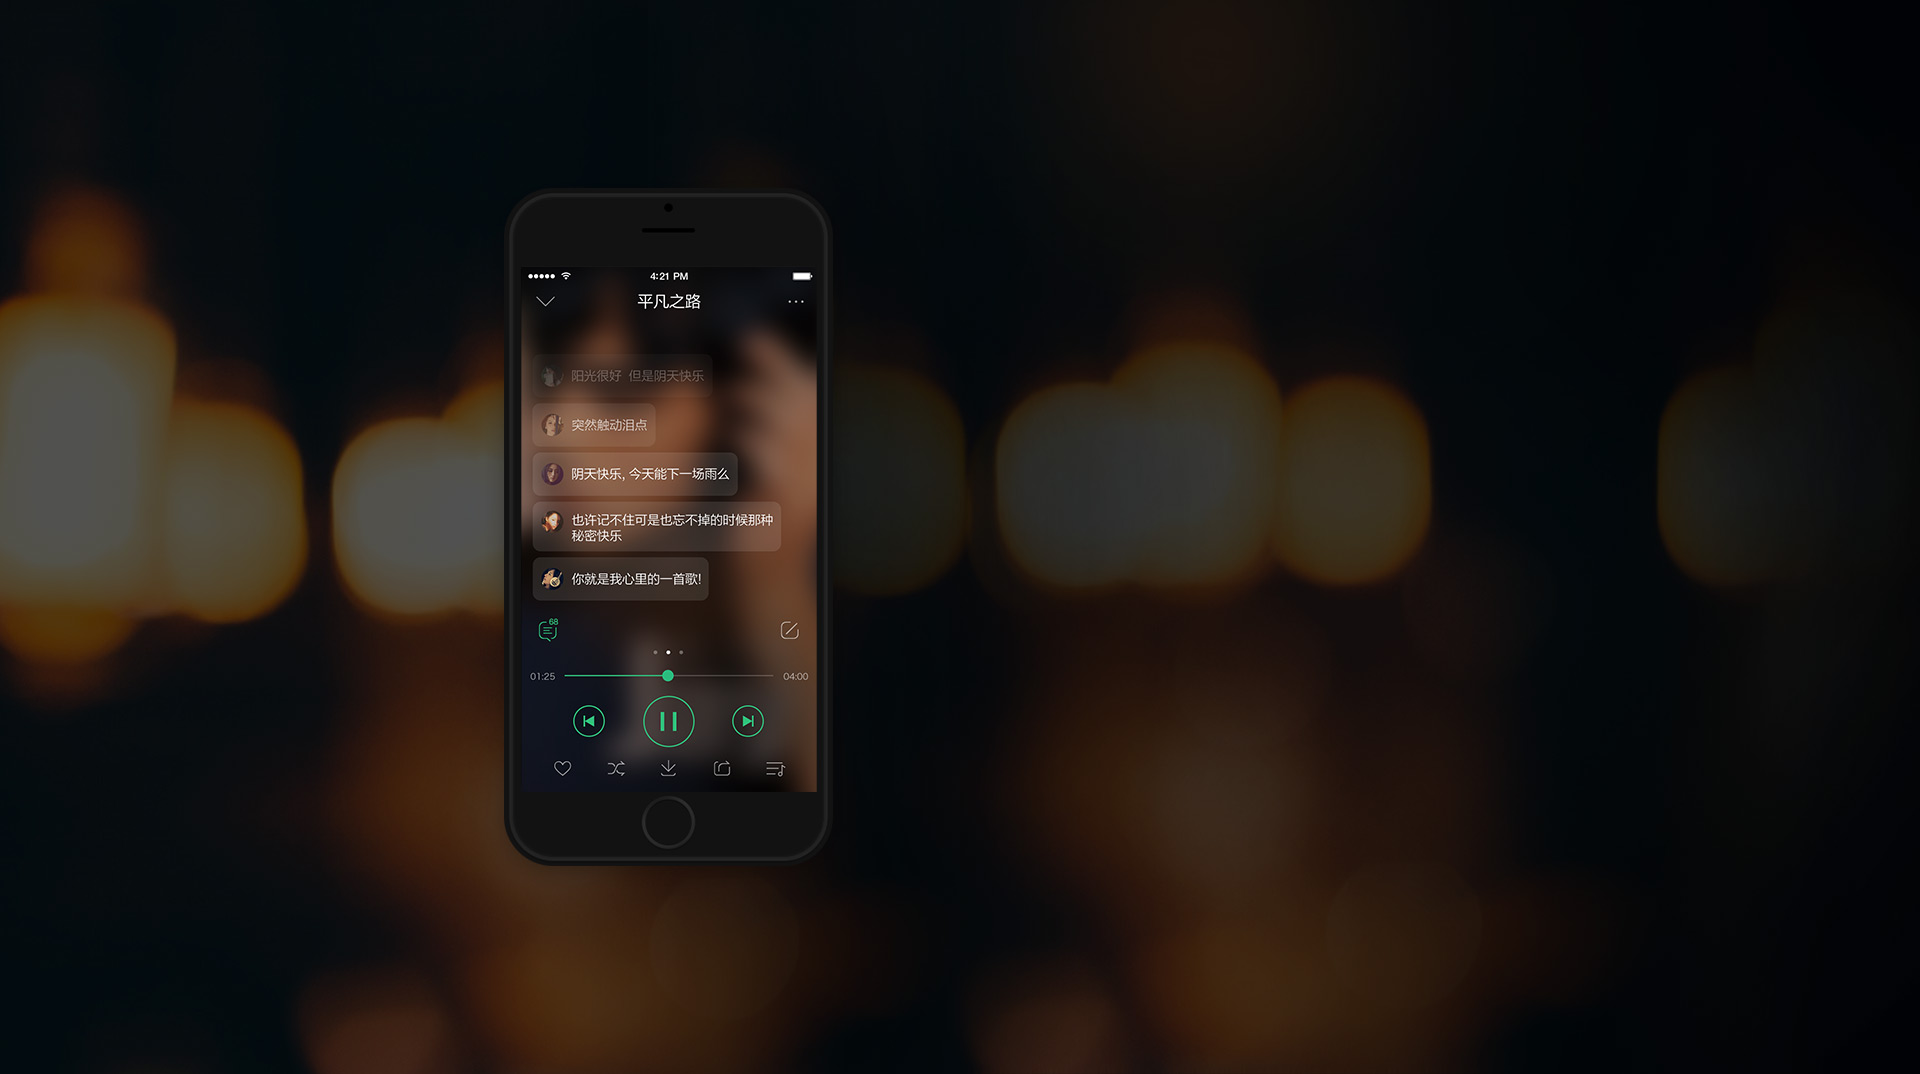 4:21 PM
平凡之路
阳光很好 但是阴天快乐
突然触动泪点
阴天快乐, 今天能下一场雨么
也许记不住可是也忘不掉的时候那种
秘密快乐
你就是我心里的一首歌!
68
01:25
04:00